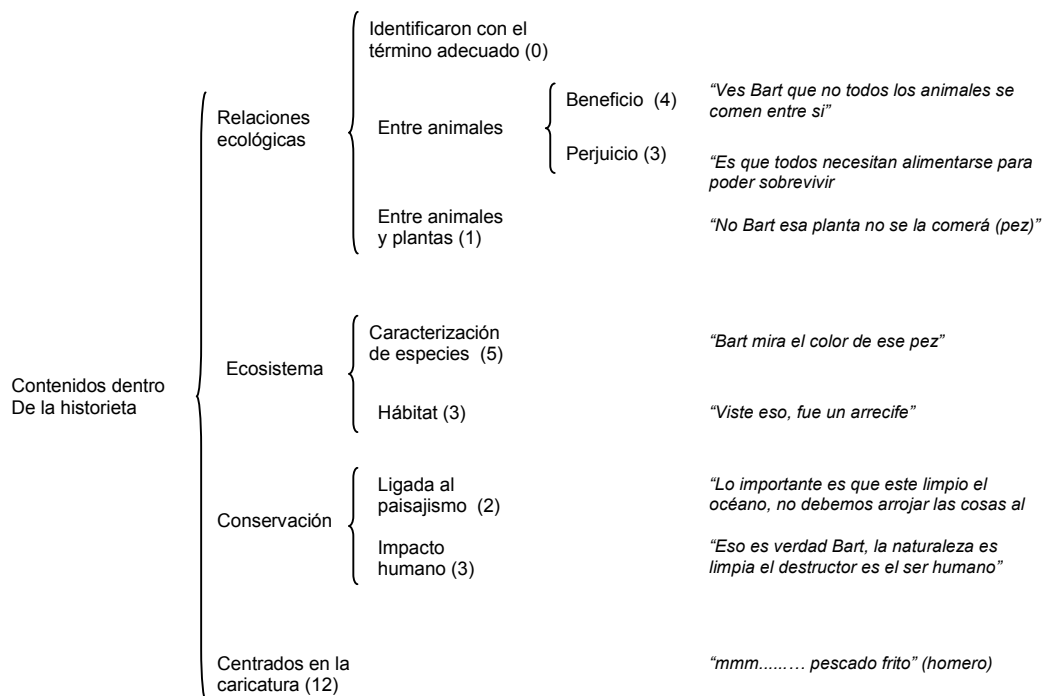 Identificaron con el
término adecuado (0)
Relaciones
ecológicas
Entre animales
Beneficio (4)
"Ves Bart que no todos los animales se
comen entre si"
Perjuicio (3)
"Es que todos necesitan alimentarse para
poder sobrevivir
Entre animales
y plantas (1)
"No Bart esa planta no se la comerá (pez)"
Contenidos dentro
De la historieta
Ecosistema
Caracterización
de especies (5)
"Bart mira el color de ese pez"
Hábitat (3)
"Viste eso, fue un arrecife"
Conservación
Ligada al
paisajismo (2)
"Lo importante es que este limpio el
océano, no debemos arrojar las cosas al
Impacto
humano (3)
"Eso es verdad Bart, la naturaleza es
limpia el destructor es el ser humano"
Centrados en la
caricatura (12)
"mmm......… pescado frito" (homero)